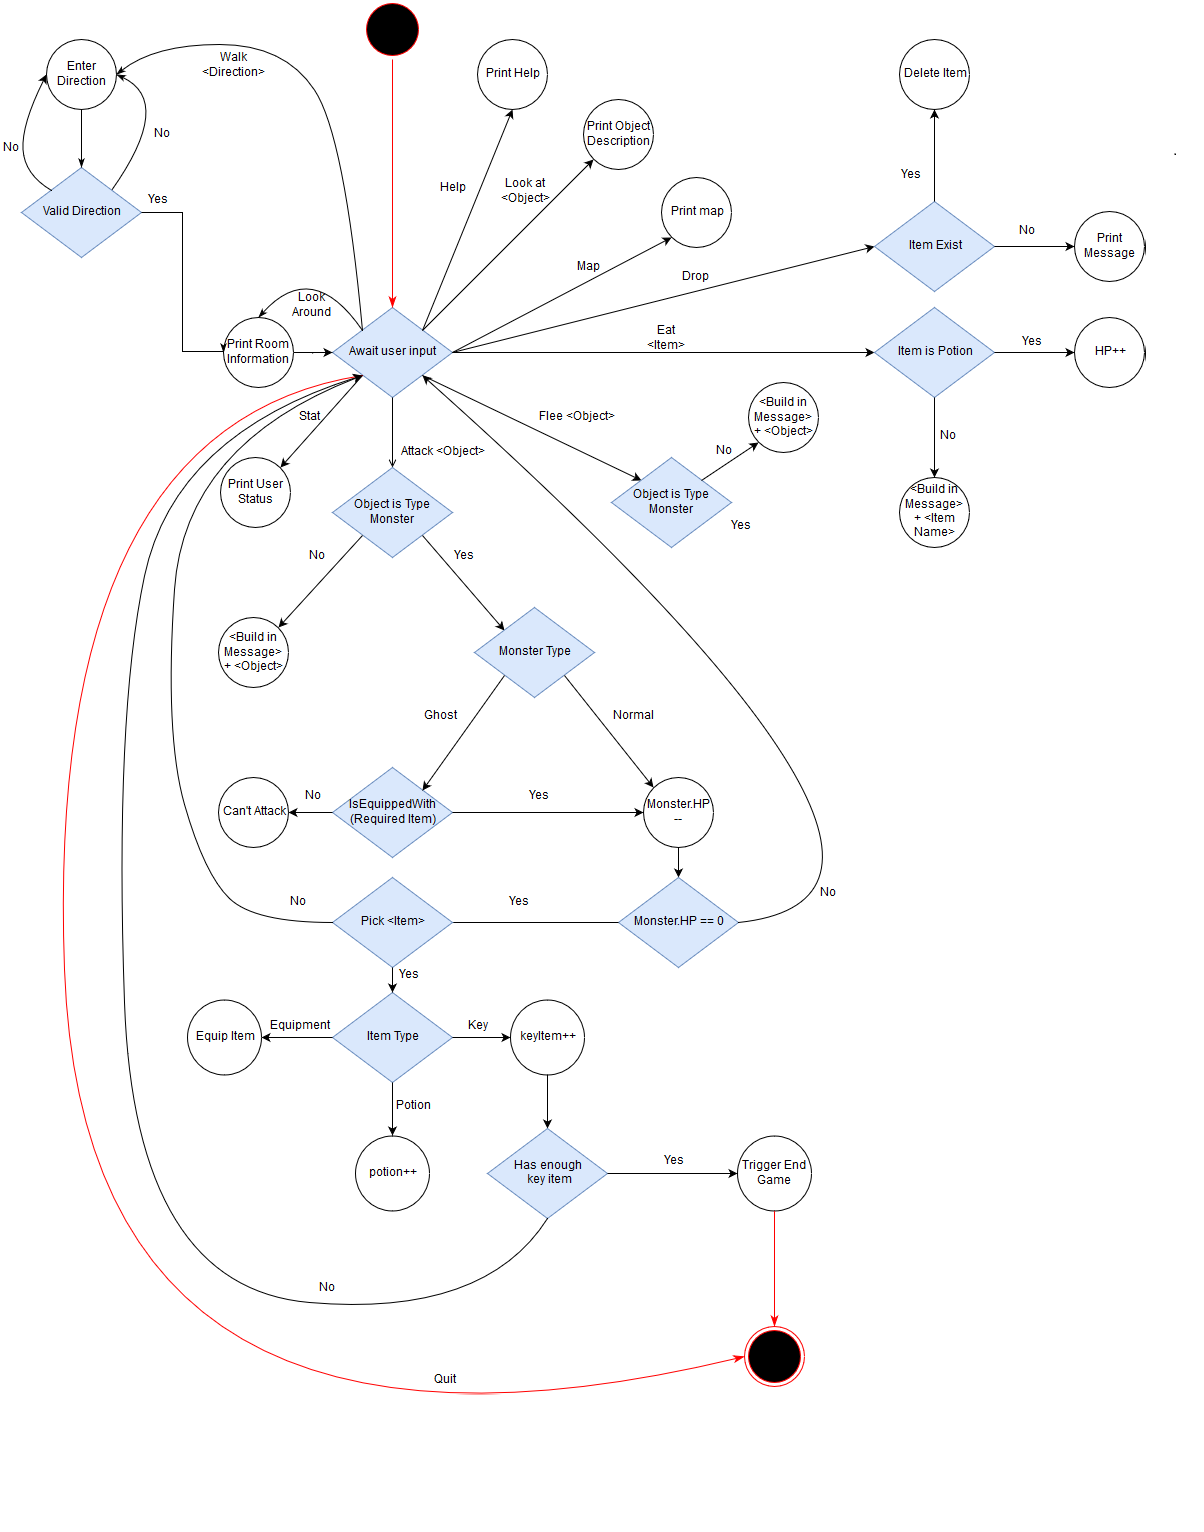 Enter
Direction
Walk
<Direction>
Print Help
Delete Item
No
No
Print Object
Description
Valid Direction
Yes
Help
Look at
<Object>
Print map
Yes
Item Exist
No
Print
Message
Map
Drop
Look
Around
Print Room
Information
Await user input
Eat
<Item>
Item is Potion
Yes
HP++
Stat
Flee <Object>
<Build in
Message>
+ <Object>
No
Attack <Object>
No
Print User
Status
Object is Type
Monster
Object is Type
Monster
Yes
<Build in
Message>
+ <Item
Name>
No
Yes
<Build in
Message>
+ <Object>
Monster Type
Ghost
Normal
Can't Attack
No
IsEquippedWith
(Required Item)
Yes
Monster.HP
--
No
Pick <Item>
Yes
Monster.HP == 0
No
Yes
Equip Item
Equipment
Item Type
Key
keyItem++
Potion
potion++
Has enough
key item
Yes
Trigger End
Game
No
Quit